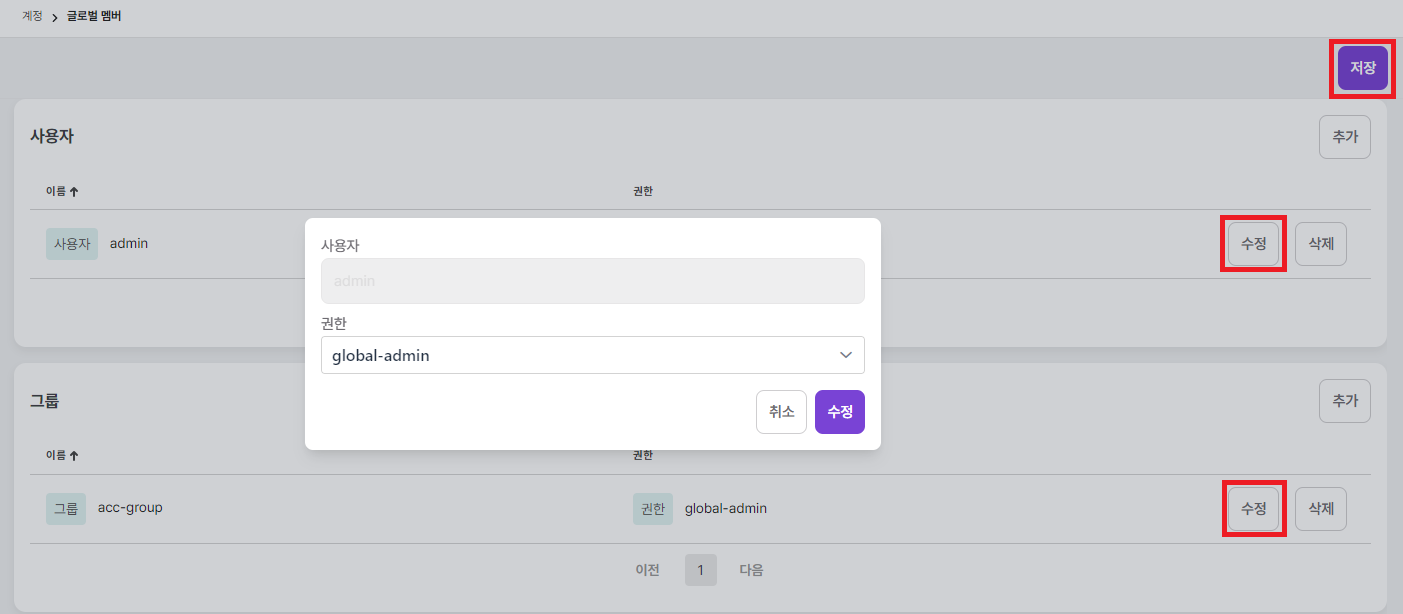 계정 > 글로벌 멤버
저장
사용자
추가
이름 ↑ 권한
사용자 admin
수정 삭제
사용자
admin
권한
global-admin
취소 수정
그룹
추가
이름 ↑ 권한
그룹 acc-group 권한 global-admin 수정 삭제
이전 1 다음